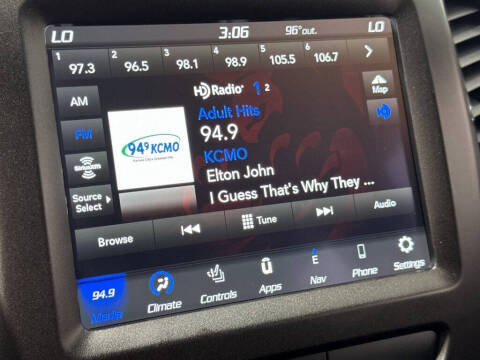 LO 3:06 96° out. LO
1 97.3 2 96.5 3 98.1 4 98.9 5 105.5 6 106.7
AM
FM
SiriusXM
Source Select
94.9 KCMO
HD Radio 1 2
Adult Hits
94.9
KCMO
Elton John
I Guess That's Why They ...
Map
Browse Tune Audio
94.9 Media Climate Controls Apps E Nav Phone Settings